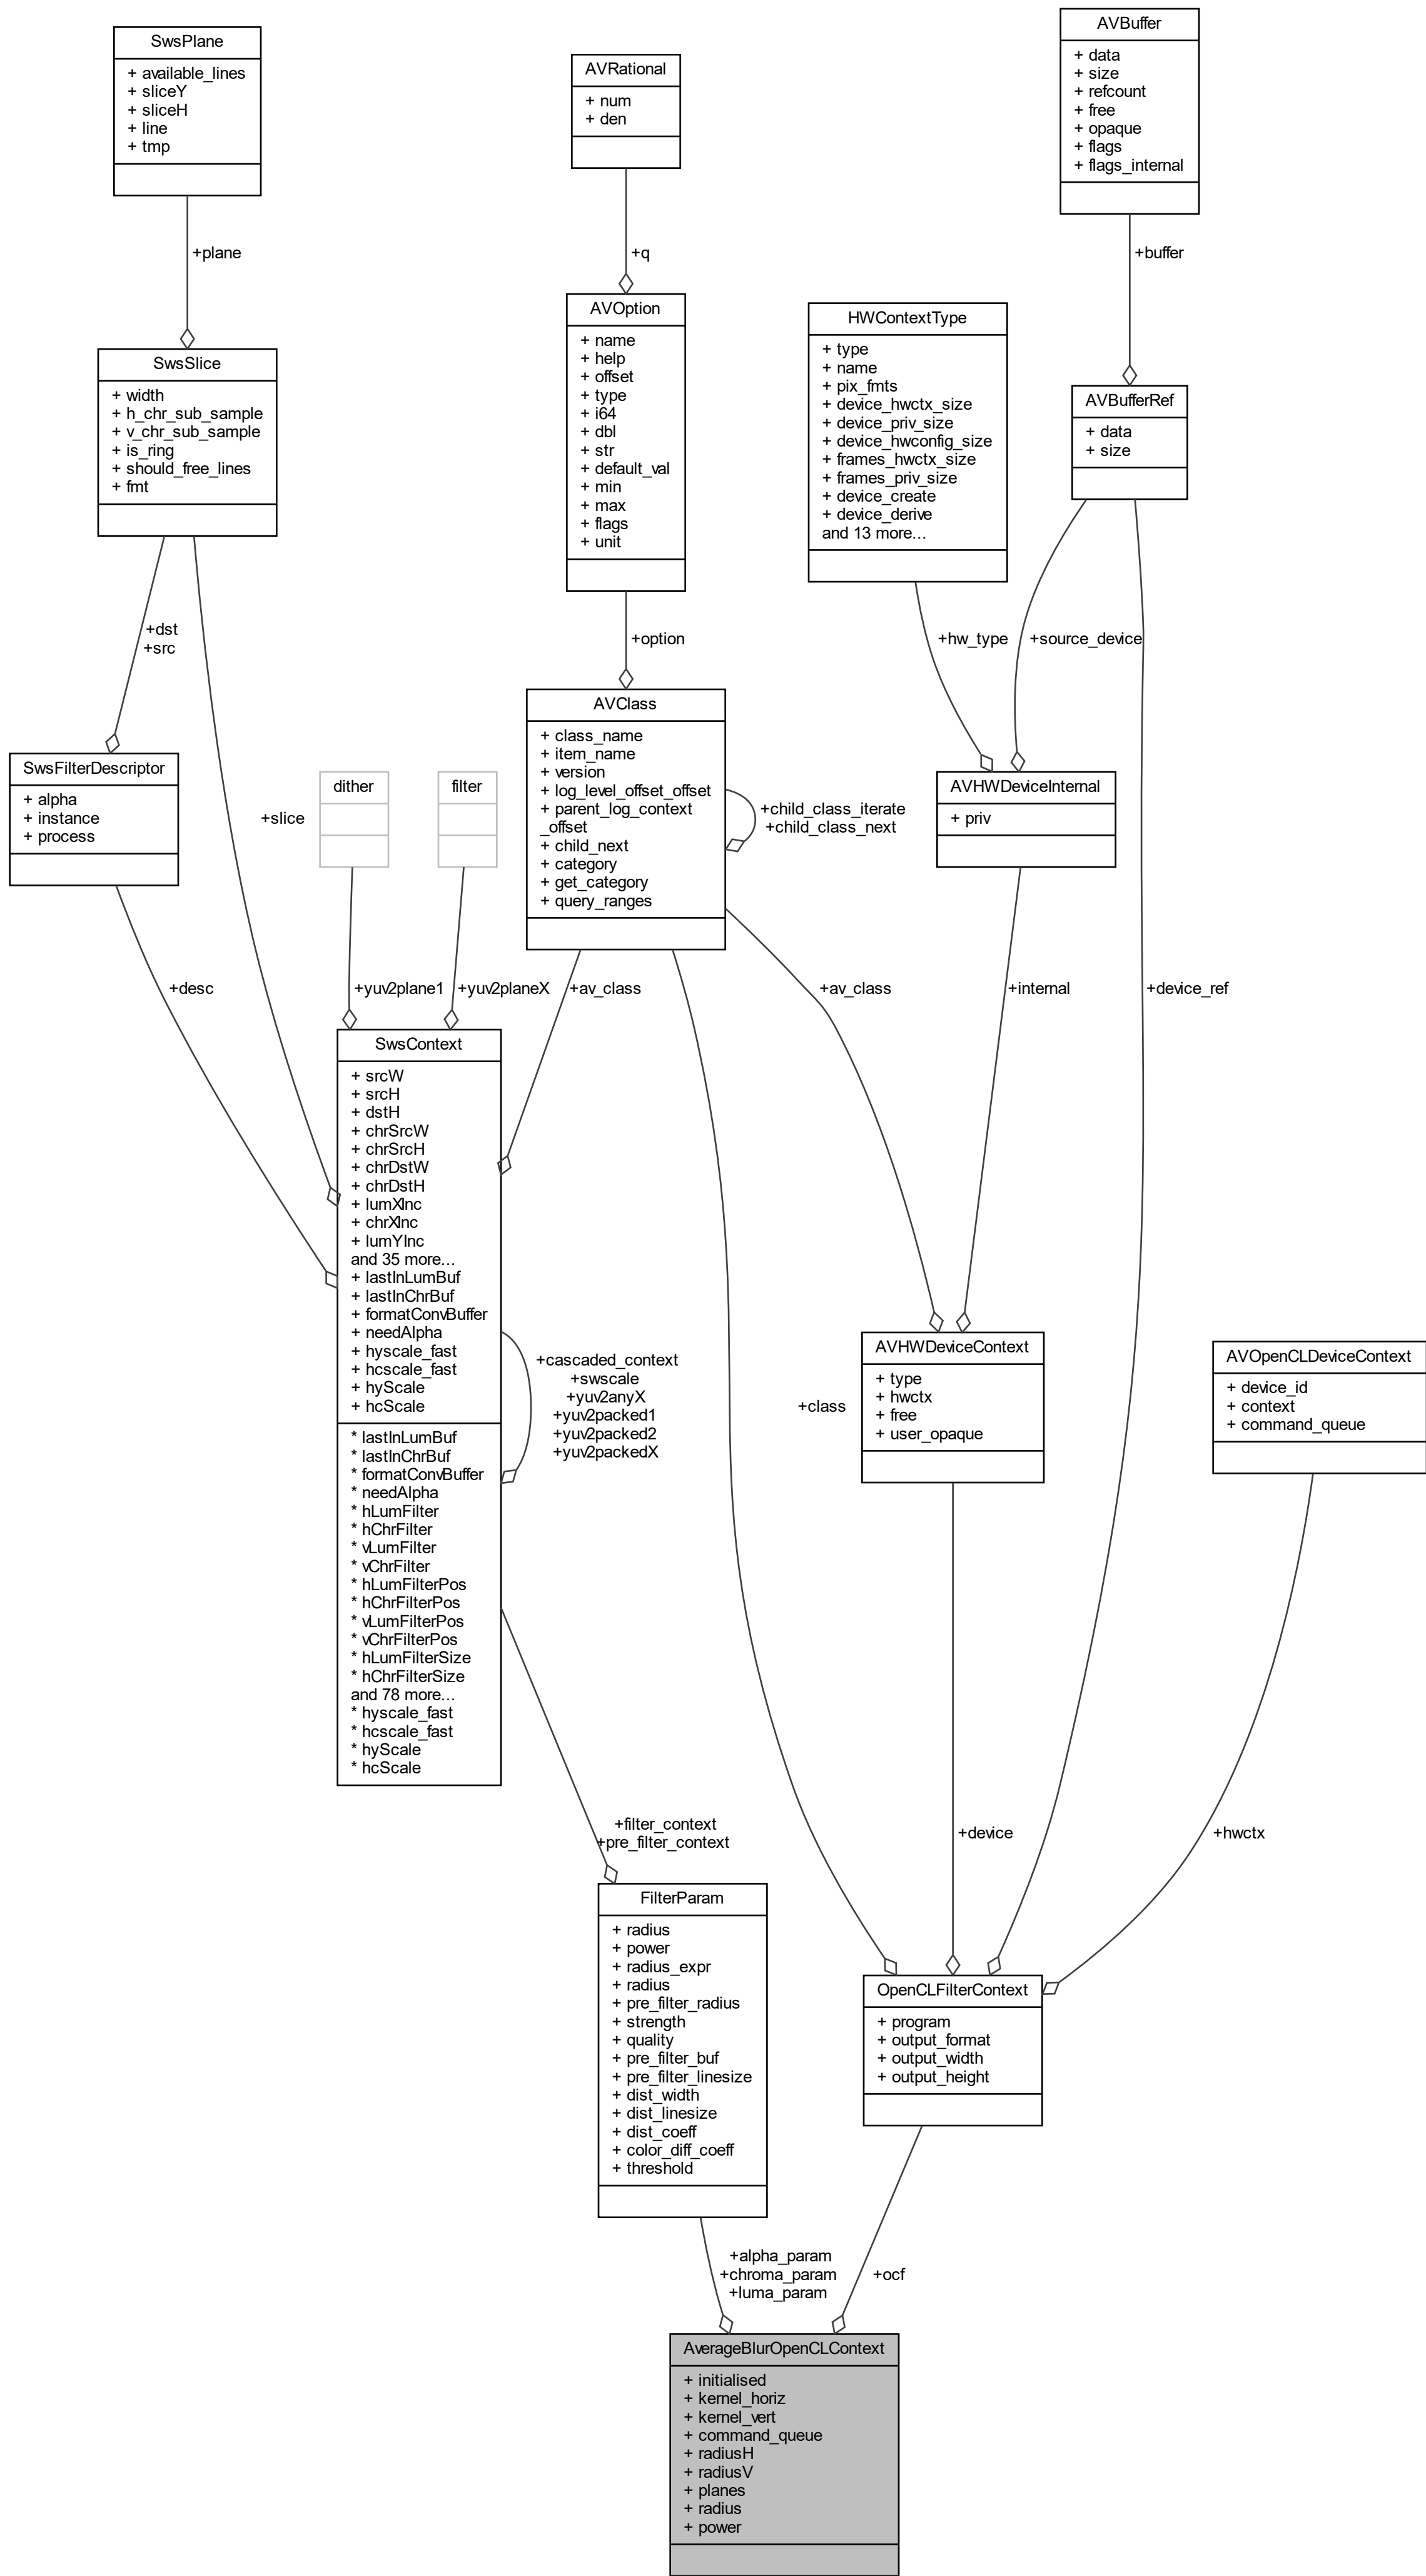 SwsPlane
+ available_lines
+ sliceY
+ sliceH
+ line
+ tmp
AVRational
+ num
+ den
AVBuffer
+ data
+ size
+ refcount
+ free
+ opaque
+ flags
+ flags_internal
+plane
+q
+buffer
SwsSlice
+ width
+ h_chr_sub_sample
+ v_chr_sub_sample
+ is_ring
+ should_free_lines
+ fmt
AVOption
+ name
+ help
+ offset
+ type
+ i64
+ dbl
+ str
+ default_val
+ min
+ max
+ flags
+ unit
HWContextType
+ type
+ name
+ pix_fmts
+ device_hwctx_size
+ device_priv_size
+ device_hwconfig_size
+ frames_hwctx_size
+ frames_priv_size
+ device_create
+ device_derive
and 13 more...
AVBufferRef
+ data
+ size
+dst
+src
+option
+hw_type
+source_device
SwsFilterDescriptor
+ alpha
+ instance
+ process
+slice
dither
filter
AVClass
+ class_name
+ item_name
+ version
+ log_level_offset_offset
+ parent_log_context
_offset
+ child_next
+ category
+ get_category
+ query_ranges
+child_class_iterate
+child_class_next
AVHWDeviceInternal
+ priv
+desc
+yuv2plane1
+yuv2planeX
+av_class
+av_class
+internal
+device_ref
SwsContext
+ srcW
+ srcH
+ dstH
+ chrSrcW
+ chrSrcH
+ chrDstW
+ chrDstH
+ lumXInc
+ chrXInc
+ lumYInc
and 35 more...
+ lastInLumBuf
+ lastInChrBuf
+ formatConvBuffer
+ needAlpha
+ hyscale_fast
+ hcscale_fast
+ hyScale
+ hcScale
* lastInLumBuf
* lastInChrBuf
* formatConvBuffer
* needAlpha
* hLumFilter
* hChrFilter
* vLumFilter
* vChrFilter
* hLumFilterPos
* hChrFilterPos
* vLumFilterPos
* vChrFilterPos
* hLumFilterSize
* hChrFilterSize
and 78 more...
* hyscale_fast
* hcscale_fast
* hyScale
* hcScale
+cascaded_context
+swscale
+yuv2anyX
+yuv2packed1
+yuv2packed2
+yuv2packedX
+class
AVHWDeviceContext
+ type
+ hwctx
+ free
+ user_opaque
AVOpenCLDeviceContext
+ device_id
+ context
+ command_queue
+filter_context
+pre_filter_context
+device
+hwctx
FilterParam
+ radius
+ power
+ radius_expr
+ radius
+ pre_filter_radius
+ strength
+ quality
+ pre_filter_buf
+ pre_filter_linesize
+ dist_width
+ dist_linesize
+ dist_coeff
+ color_diff_coeff
+ threshold
OpenCLFilterContext
+ program
+ output_format
+ output_width
+ output_height
+alpha_param
+chroma_param
+luma_param
+ocf
AverageBlurOpenCLContext
+ initialised
+ kernel_horiz
+ kernel_vert
+ command_queue
+ radiusH
+ radiusV
+ planes
+ radius
+ power